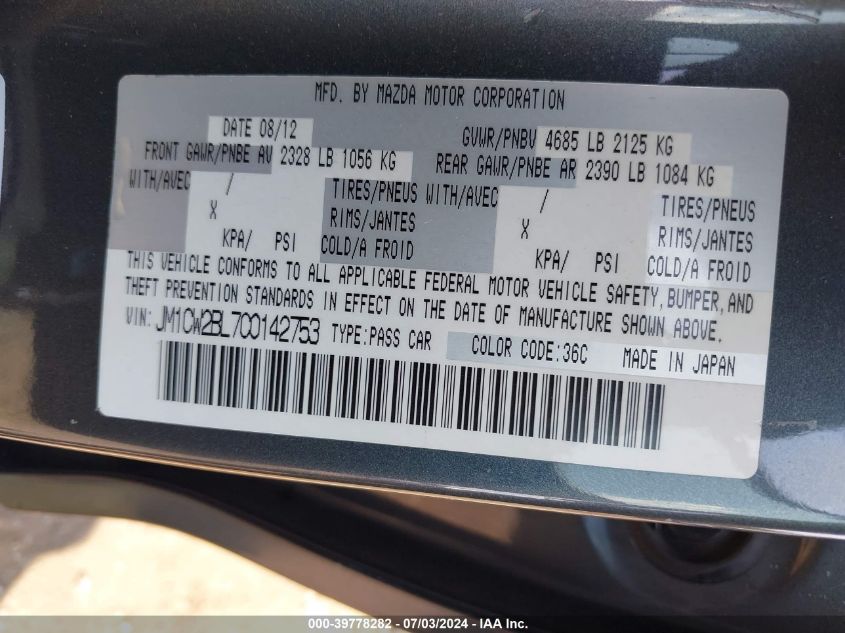 MFD. BY MAZDA MOTOR CORPORATION
DATE 08/12 GVWR/PNBV 4685 LB 2125 KG
FRONT GAWR/PNBE AV 2328 LB 1056 KG REAR GAWR/PNBE AR 2390 LB 1084 KG
WITH/AVEC / TIRES/PNEUS WITH/AVEC / TIRES/PNEUS
X RIMS/JANTES X RIMS/JANTES
KPA/ PSI COLD/A FROID KPA/ PSI COLD/A FROID
THIS VEHICLE CONFORMS TO ALL APPLICABLE FEDERAL MOTOR VEHICLE SAFETY, BUMPER, AND
THEFT PREVENTION STANDARDS IN EFFECT ON THE DATE OF MANUFACTURE SHOWN ABOVE.
VIN: JM1CW2BL7C0142753 TYPE:PASS CAR COLOR CODE:36C MADE IN JAPAN
000-39778282 - 07/03/2024 - IAA Inc.